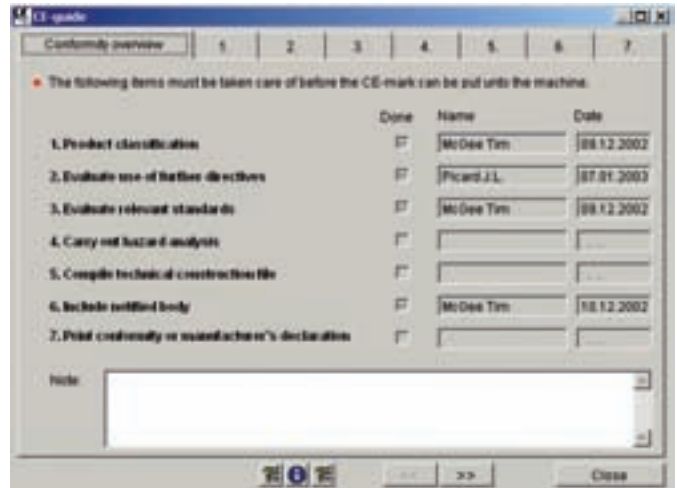 CE-guide
Conformity overview 1. 2. 3. 4. 5. 6. 7.
The following items must be taken care of before the CE-mark can be put unto the machine.
Done Name Date
1. Product classification McGee Tim 09.12.2002
2. Evaluate use of further directives Picard J.L. 07.01.2003
3. Evaluate relevant standards McGee Tim 09.12.2002
4. Carry out hazard analysis . .
5. Compile technical construction file . .
6. Include notified body McGee Tim 10.12.2002
7. Print conformity or manufacturer's declaration . .
Note:
<< >> Close